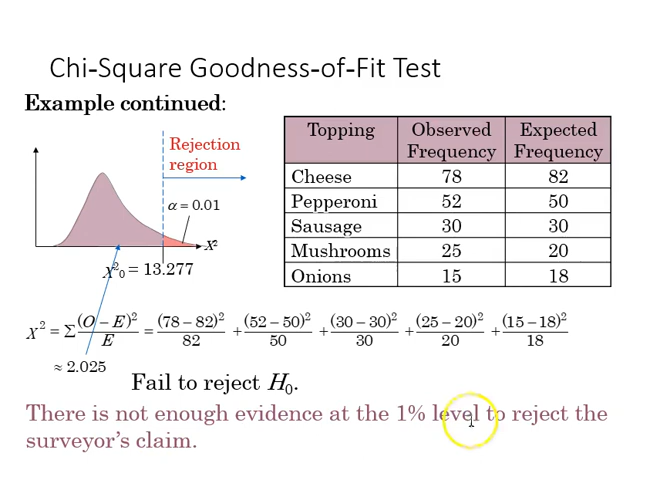 Chi-Square Goodness-of-Fit Test
Example continued:
Rejection
region
α = 0.01
X²
X²₀ = 13.277
Topping Observed Frequency Expected Frequency
Cheese 78 82
Pepperoni 52 50
Sausage 30 30
Mushrooms 25 20
Onions 15 18
X² = Σ(O – E)²/E = (78 – 82)²/82 + (52 – 50)²/50 + (30 – 30)²/30 + (25 – 20)²/20 + (15 – 18)²/18
≈ 2.025
Fail to reject H₀.
There is not enough evidence at the 1% level to reject the
surveyor's claim.